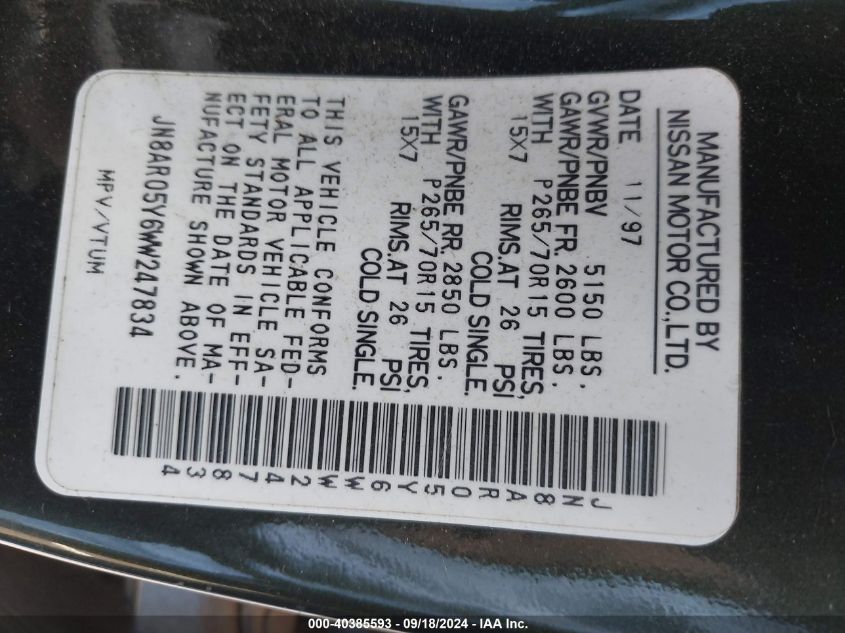 MANUFACTURED BY
NISSAN MOTOR CO.,LTD.
DATE 11/97
GVWR/PNBV 5150 LBS.
GAWR/PNBE FR. 2600 LBS.
WITH P265/70R15 TIRES,
15X7 RIMS.AT 26 PSI
COLD SINGLE.
GAWR/PNBE RR. 2850 LBS.
WITH P265/70R15 TIRES,
15X7 RIMS.AT 26 PSI
COLD SINGLE.
THIS VEHICLE CONFORMS
TO ALL APPLICABLE FED-
ERAL MOTOR VEHICLE SA-
FETY STANDARDS IN EFF-
ECT ON THE DATE OF MA-
NUFACTURE SHOWN ABOVE.
JN8AR05Y6WW247834
MPV/VTUM
JN8AR05Y6WW247834
000-40385593 - 09/18/2024 - IAA Inc.